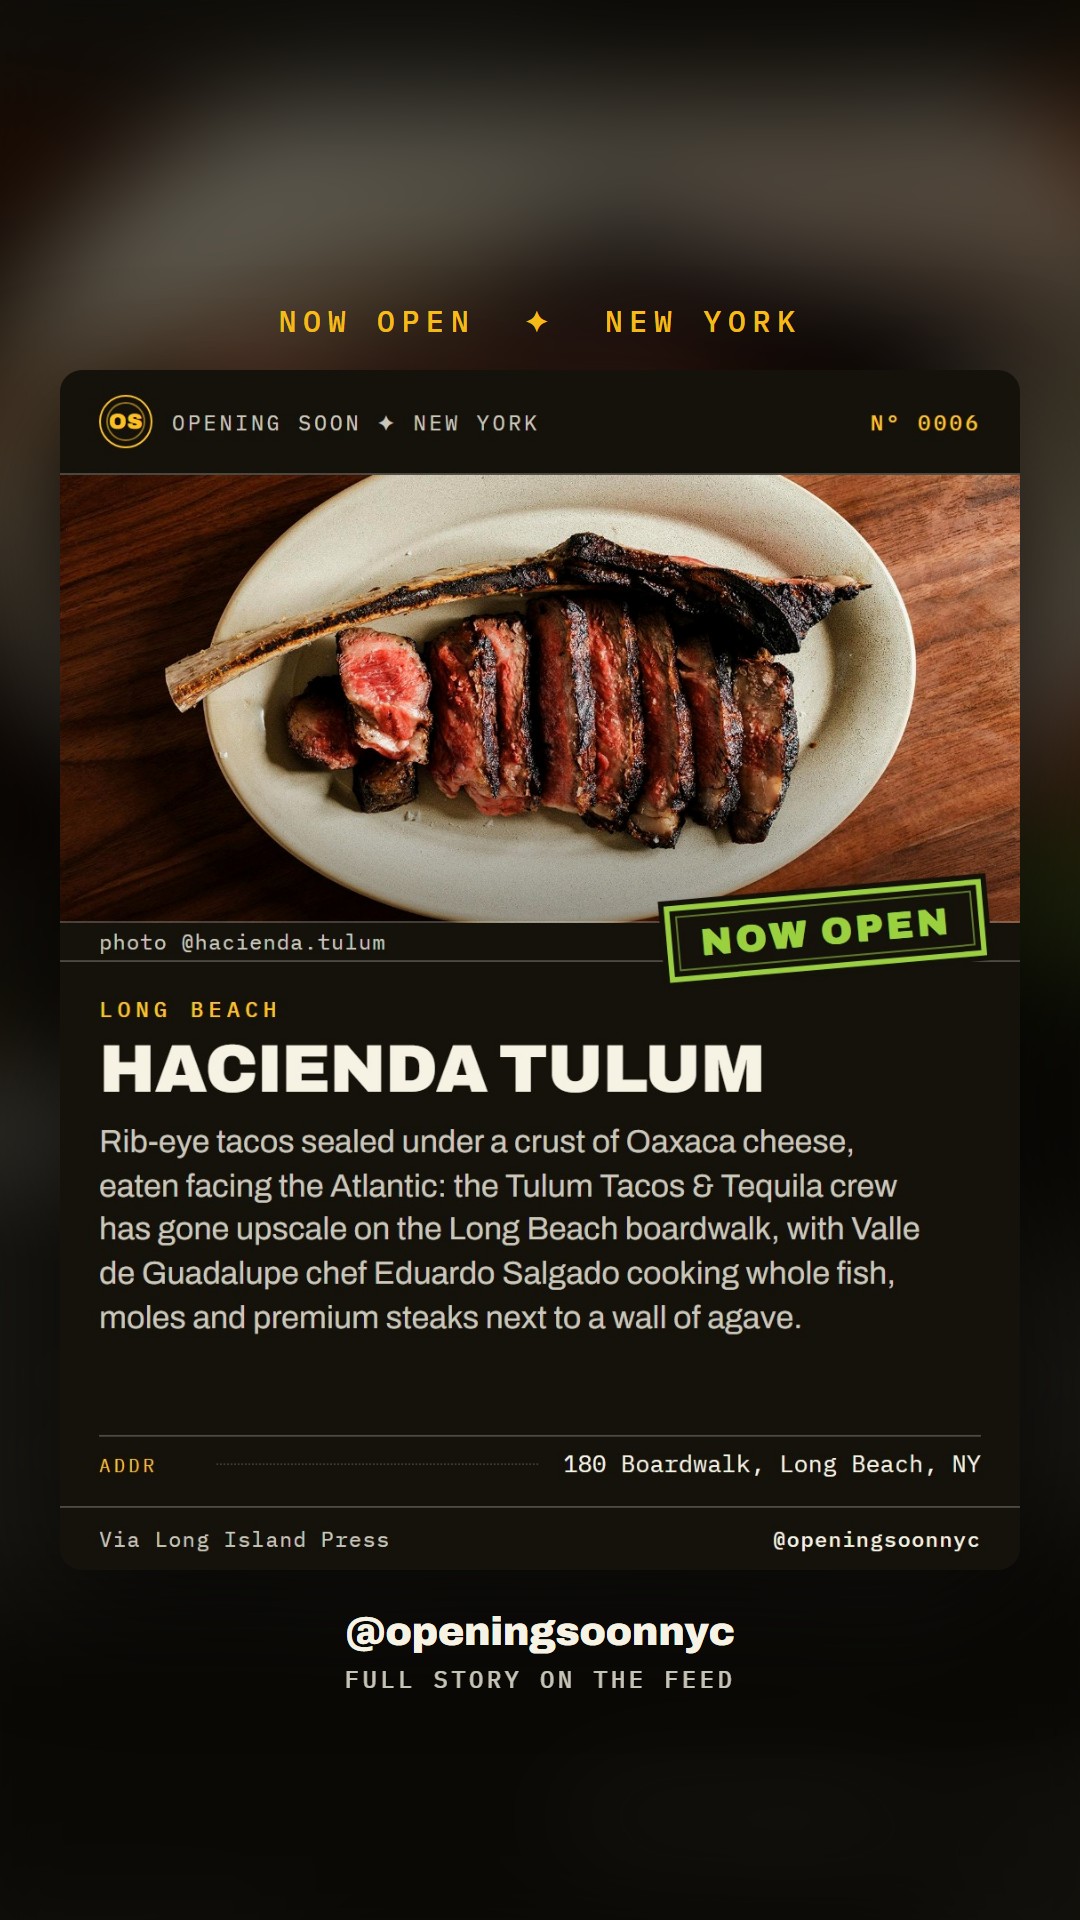 NOW OPEN ✦ NEW YORK
OS OPENING SOON ✦ NEW YORK N° 0006
photo @hacienda.tulum
NOW OPEN
LONG BEACH
HACIENDA TULUM
Rib-eye tacos sealed under a crust of Oaxaca cheese,
eaten facing the Atlantic: the Tulum Tacos & Tequila crew
has gone upscale on the Long Beach boardwalk, with Valle
de Guadalupe chef Eduardo Salgado cooking whole fish,
moles and premium steaks next to a wall of agave.
ADDR 180 Boardwalk, Long Beach, NY
Via Long Island Press @openingsoonnyc
@openingsoonnyc
FULL STORY ON THE FEED